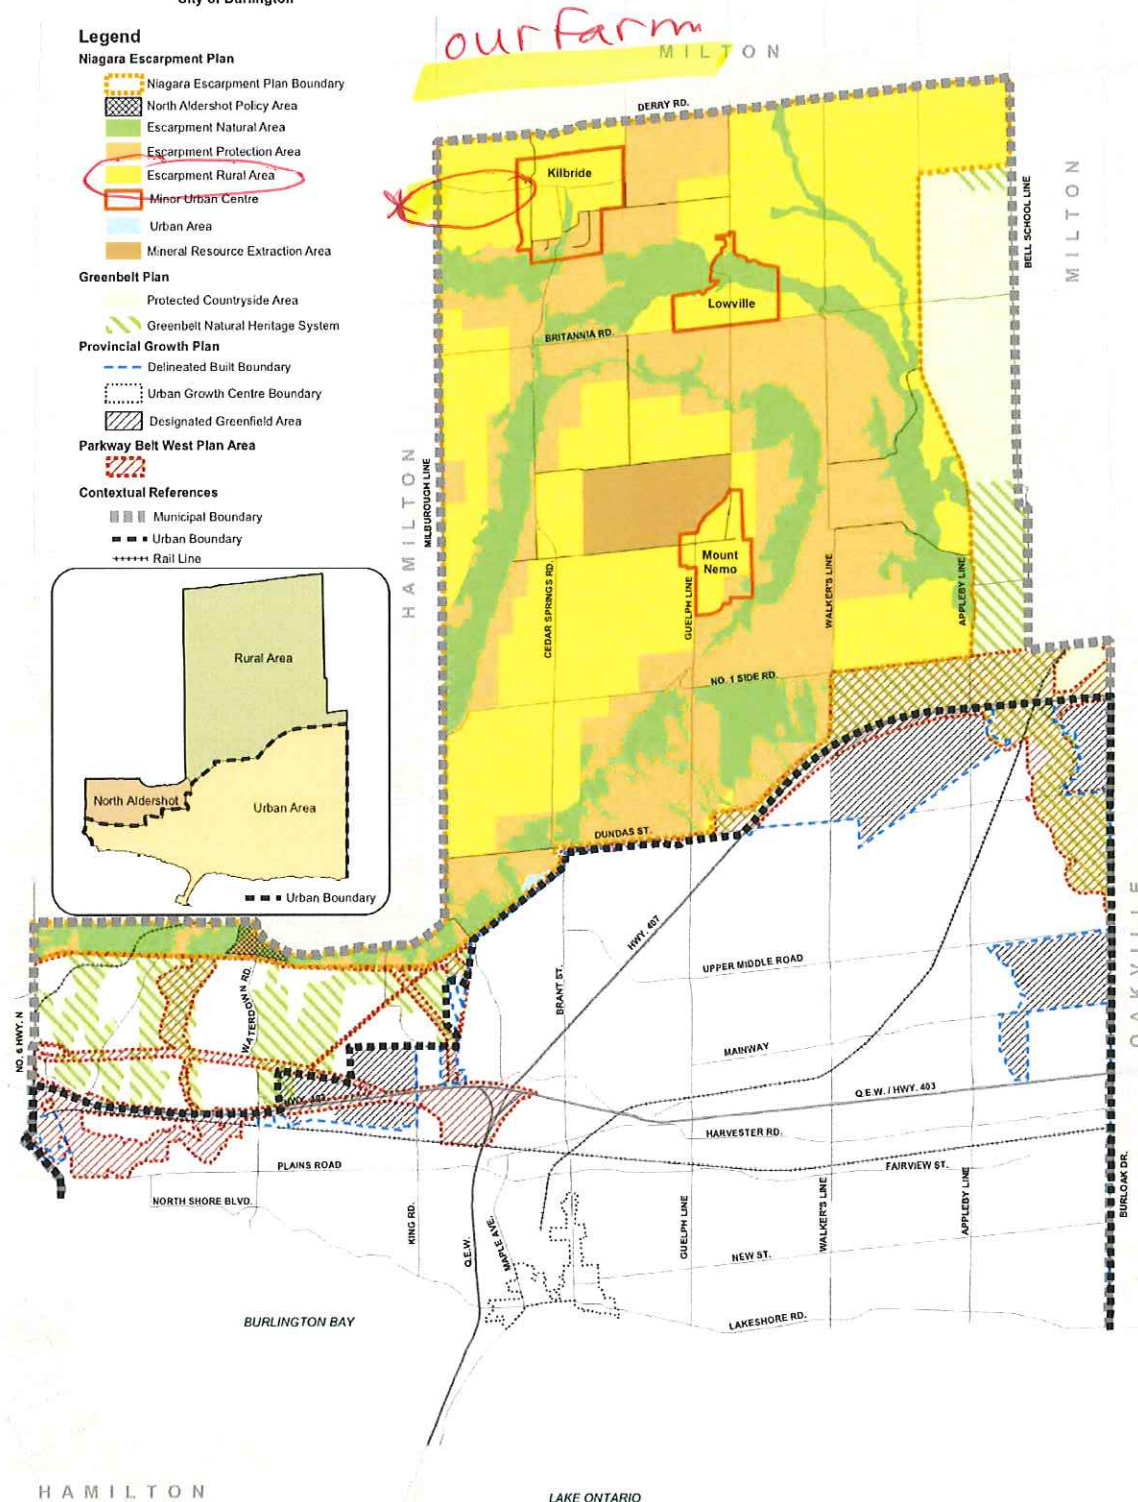 City of Burlington
our farm
Legend
Niagara Escarpment Plan
Niagara Escarpment Plan Boundary
North Aldershot Policy Area
Escarpment Natural Area
Escarpment Protection Area
Escarpment Rural Area
Minor Urban Centre
Urban Area
Mineral Resource Extraction Area
Greenbelt Plan
Protected Countryside Area
Greenbelt Natural Heritage System
Provincial Growth Plan
Delineated Built Boundary
Urban Growth Centre Boundary
Designated Greenfield Area
Parkway Belt West Plan Area
Contextual References
Municipal Boundary
Urban Boundary
Rail Line
Rural Area
North Aldershot
Urban Area
Urban Boundary
MILTON
DERRY RD.
Kilbride
BELL SCHOOL LINE
MILTON
Lowville
BRITANNIA RD.
HAMILTON
MILBURGH LINE
Mount
Nemo
CEDAR SPRINGS RD.
GUELPH LINE
WALKER'S LINE
APPLEBY LINE
NO. 1 SIDE RD.
DUNDAS ST.
HWY. 407
UPPER MIDDLE ROAD
BRANT ST.
OAKVILLE
WATERDOWN RD.
NO. 6 HWY. N
MAINWAY
Q.E.W. / HWY. 403
HWY. 403
HARVESTER RD.
PLAINS ROAD
FAIRVIEW ST.
NORTH SHORE BLVD.
KING RD.
Q.E.W.
MAPLE AVE.
GUELPH LINE
WALKER'S LINE
APPLEBY LINE
BURLOAK DR.
NEW ST.
BURLINGTON BAY
LAKESHORE RD.
HAMILTON
LAKE ONTARIO